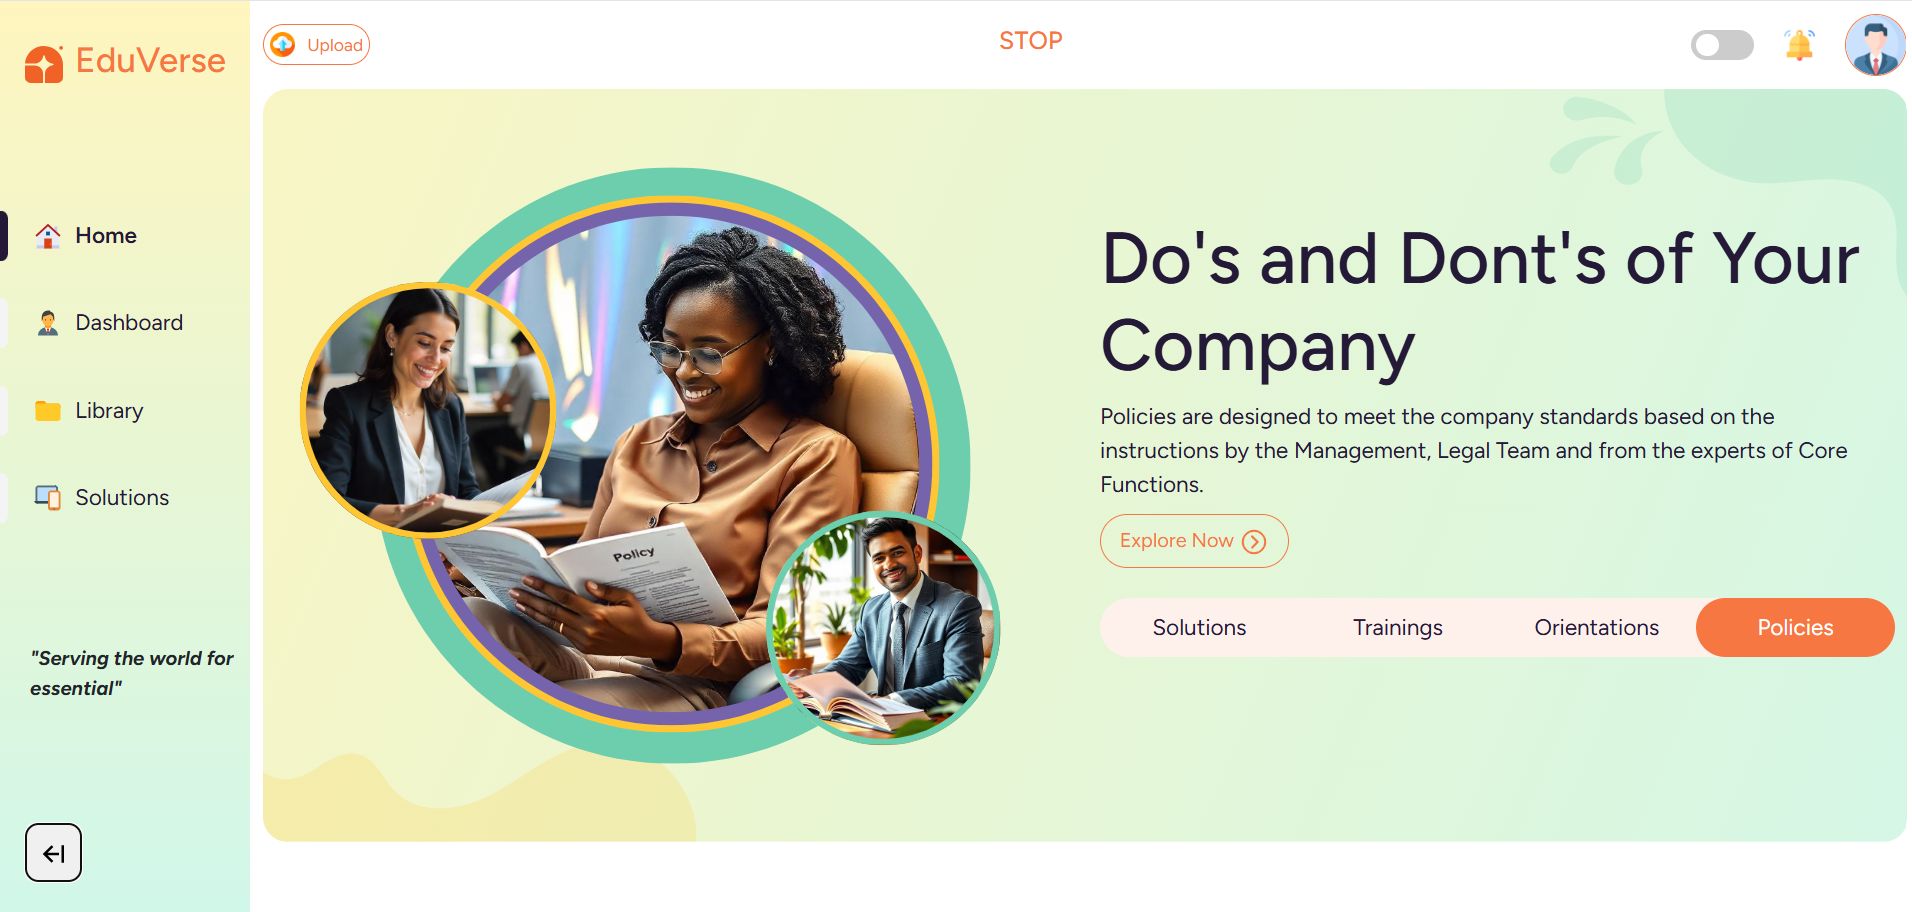 EduVerse
Upload
STOP
Home
Dashboard
Library
Solutions
"Serving the world for
essential"
Policy
Do's and Dont's of Your
Company
Policies are designed to meet the company standards based on the
instructions by the Management, Legal Team and from the experts of Core
Functions.
Explore Now
Solutions
Trainings
Orientations
Policies